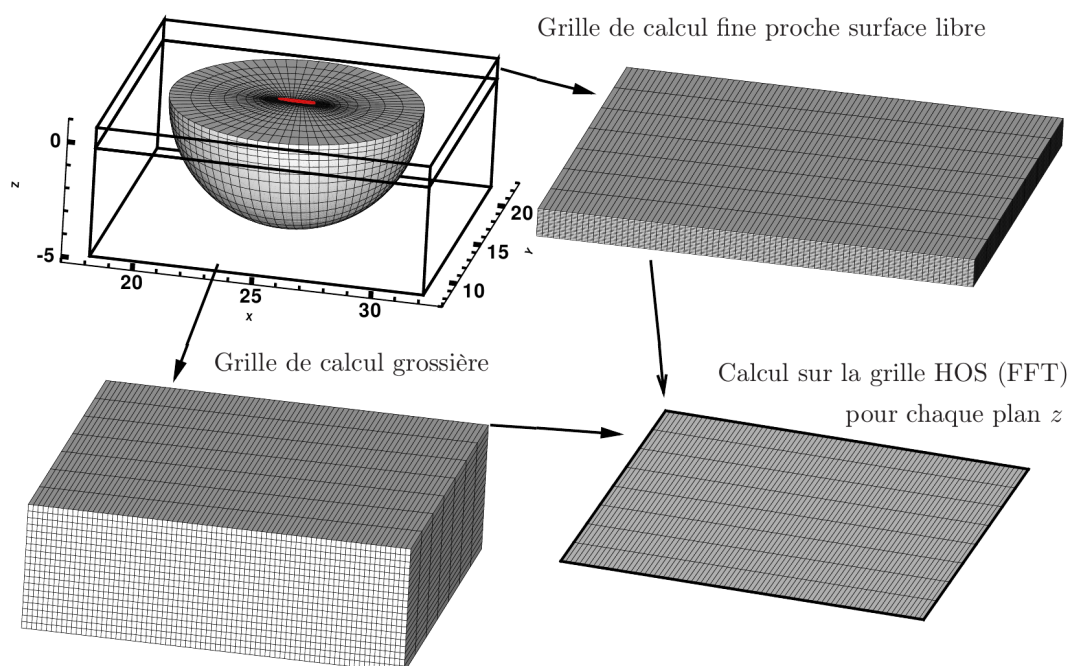 Grille de calcul fine proche surface libre
0
z
-5
20
25
30
x
10
15
20
Y
Grille de calcul grossière
Calcul sur la grille HOS (FFT)
pour chaque plan z